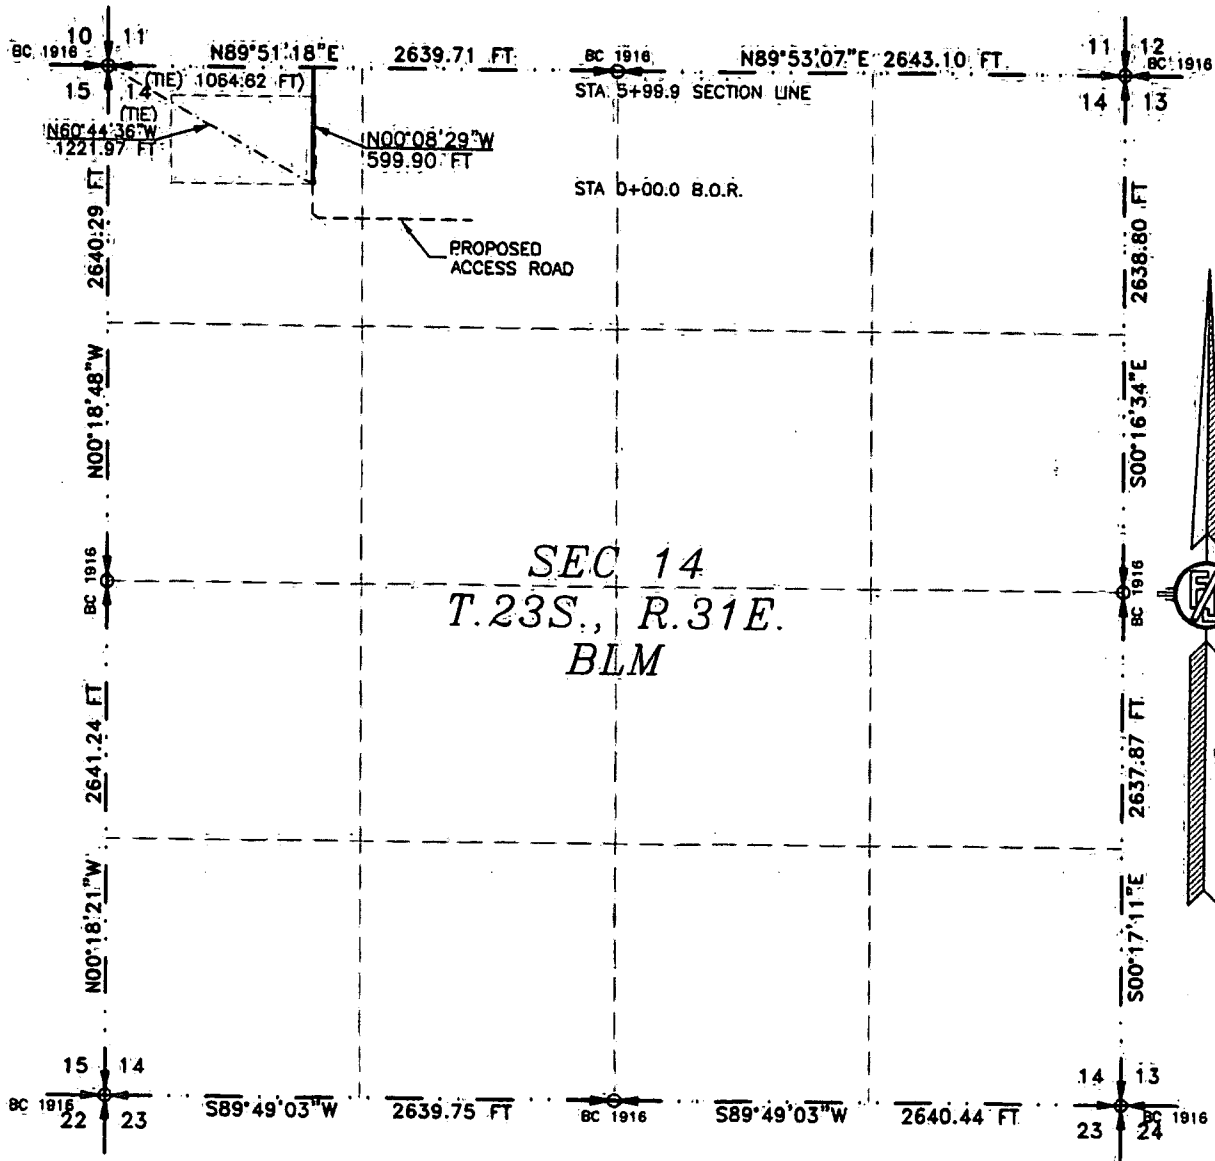 10 11
BC 1916
15 14
N89°51'18"E 2639.71 FT
BC 1916
N89°53'07"E 2643.10 FT
11 12
BC 1916
14 13
(TIE) 1064.62 FT)
STA 5+99.9 SECTION LINE
(TIE)
N60°44'36"W
1221.97 FT
N00°08'29"W
599.90 FT
STA 0+00.0 B.O.R.
PROPOSED
ACCESS ROAD
2640.29 FT
N00°18'48"W
2638.80 FT
S00°16'34"E
BC 1916
SEC 14
T.23S., R.31E.
BLM
BC 1916
2641.24 FT
N00°18'21"W
2637.87 FT
S00°17'11"E
15 14
BC 1916
22 23
S89°49'03"W 2639.75 FT
BC 1916
S89°49'03"W 2640.44 FT
14 13
BC 1916
23 24